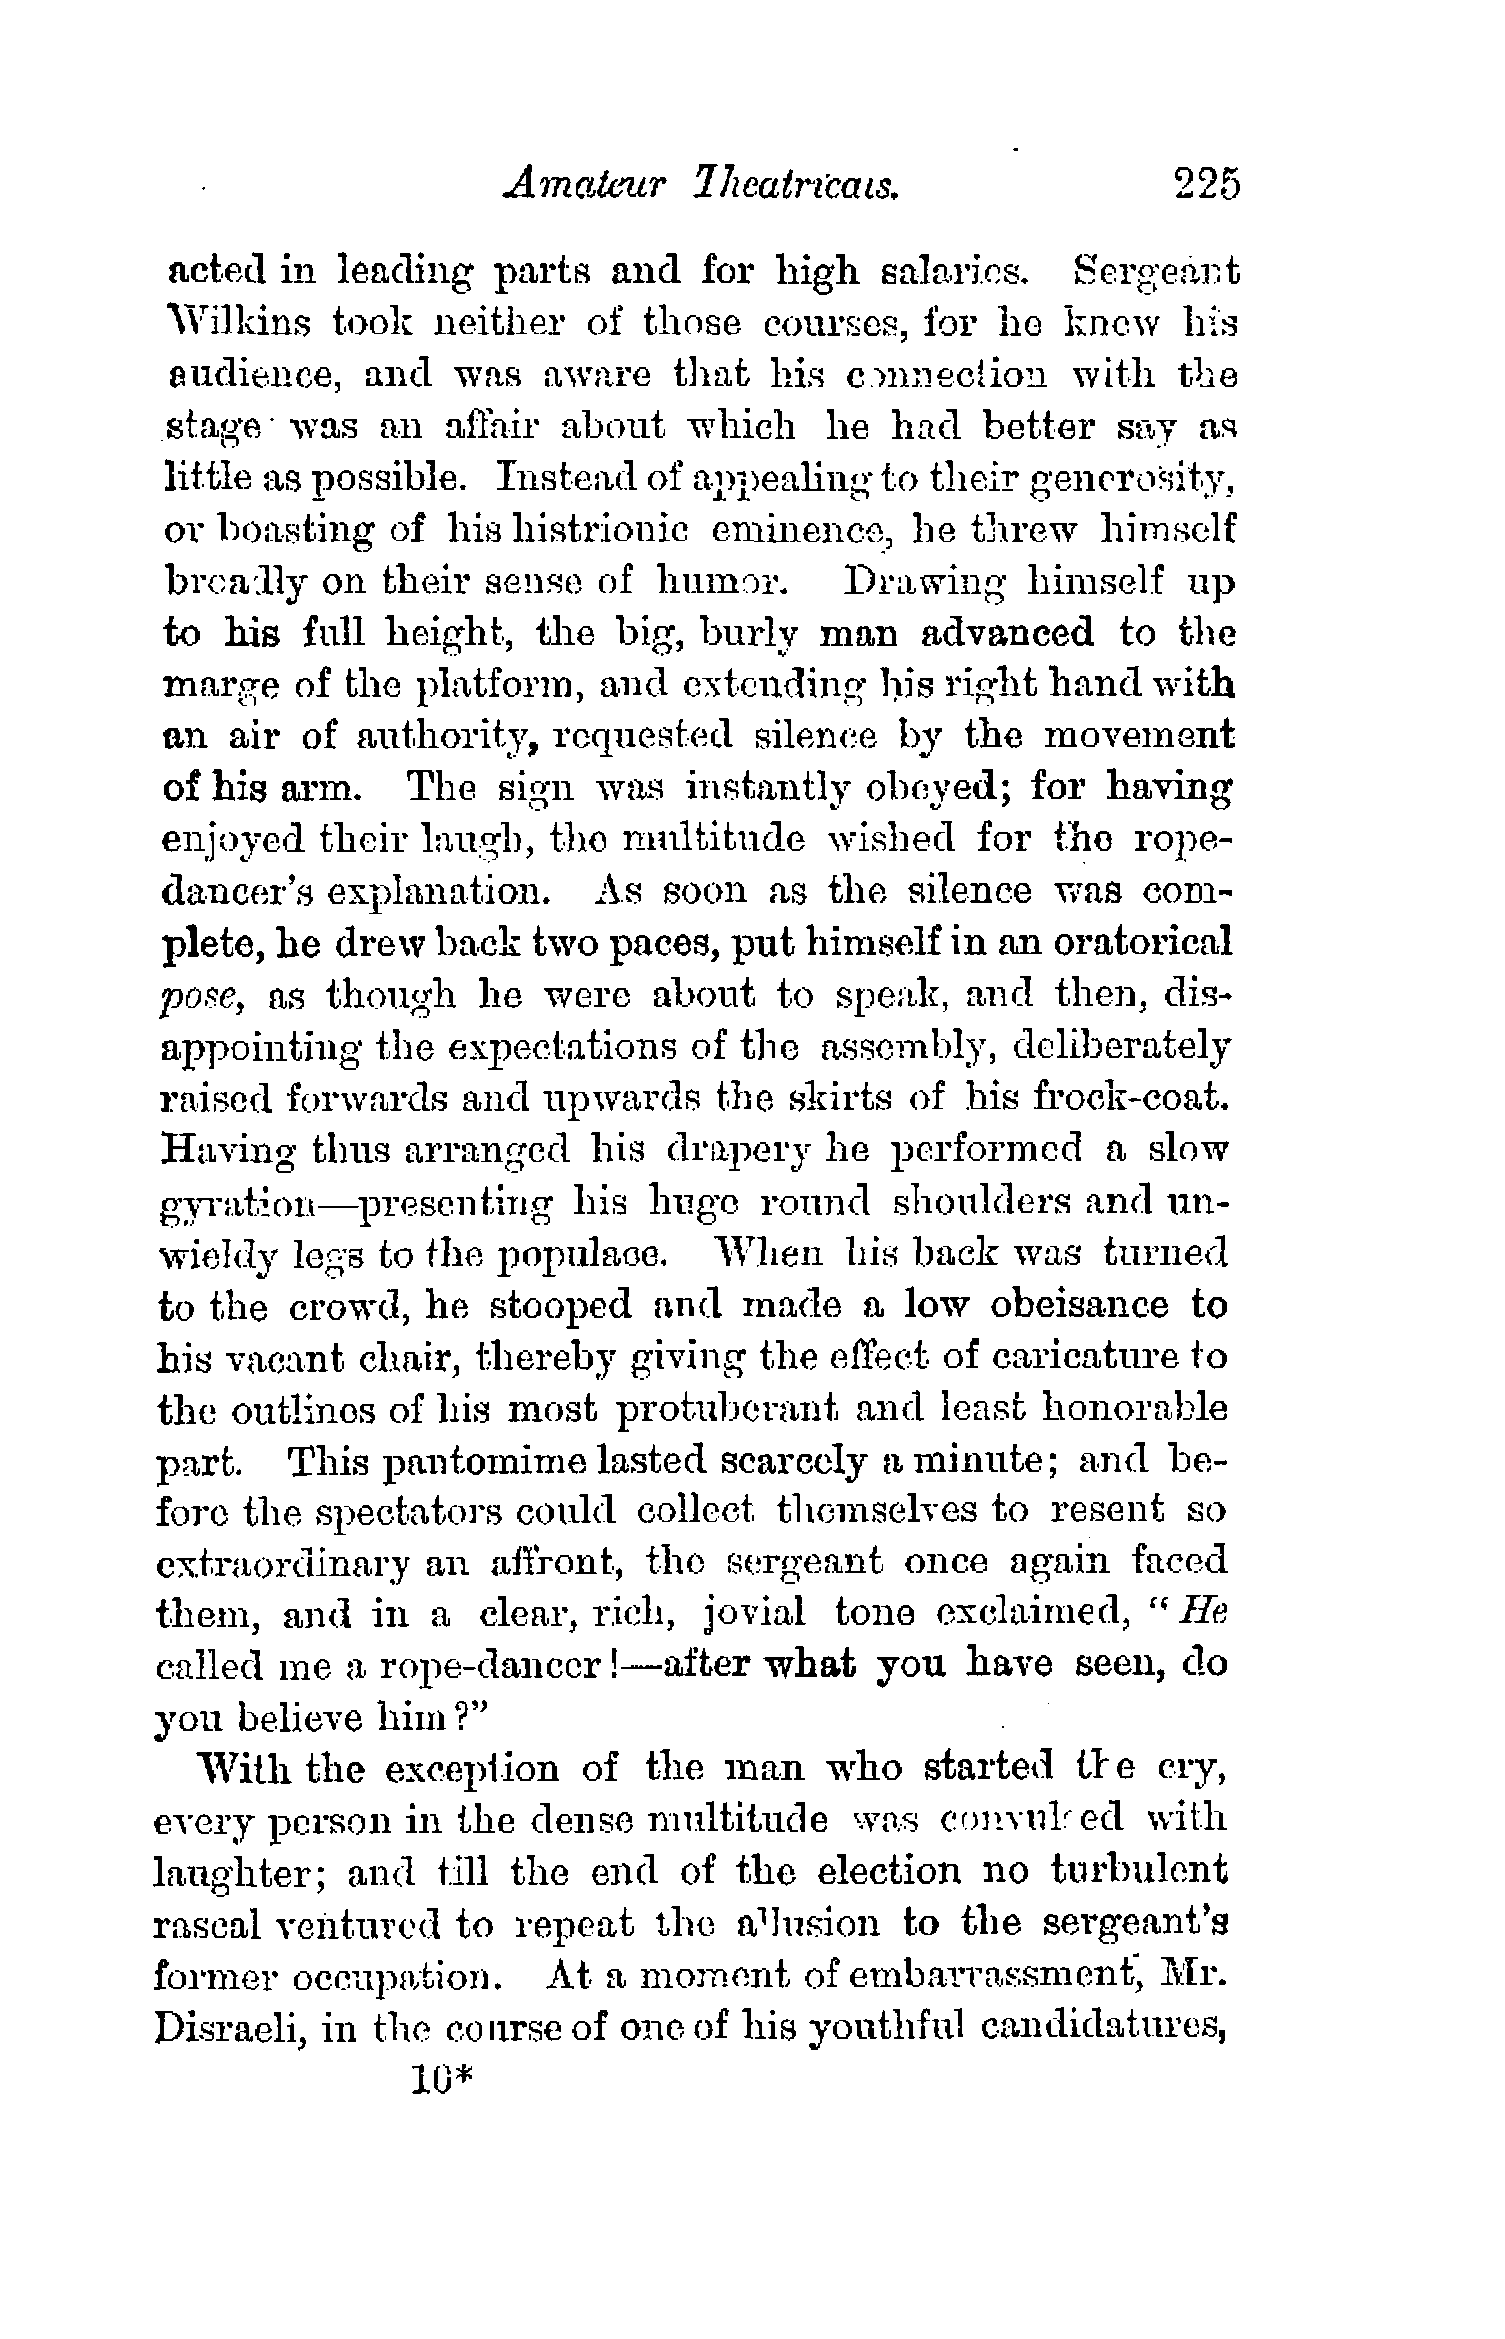 Amateur Theatricals. 225
acted in leading parts and for high salaries. Sergeant
Wilkins took neither of those courses, for he knew his
audience, and was aware that his connection with the
stage was an affair about which he had better say as
little as possible. Instead of appealing to their generosity,
or boasting of his histrionic eminence, he threw himself
broadly on their sense of humor. Drawing himself up
to his full height, the big, burly man advanced to the
marge of the platform, and extending his right hand with
an air of authority, requested silence by the movement
of his arm. The sign was instantly obeyed; for having
enjoyed their laugh, the multitude wished for the rope-
dancer's explanation. As soon as the silence was com-
plete, he drew back two paces, put himself in an oratorical
pose, as though he were about to speak, and then, dis-
appointing the expectations of the assembly, deliberately
raised forwards and upwards the skirts of his frock-coat.
Having thus arranged his drapery he performed a slow
gyration—presenting his huge round shoulders and un-
wieldy legs to the populace. When his back was turned
to the crowd, he stooped and made a low obeisance to
his vacant chair, thereby giving the effect of caricature to
the outlines of his most protuberant and least honorable
part. This pantomime lasted scarcely a minute; and be-
fore the spectators could collect themselves to resent so
extraordinary an affront, the sergeant once again faced
them, and in a clear, rich, jovial tone exclaimed, "He
called me a rope-dancer!—after what you have seen, do
you believe him?"
With the exception of the man who started the cry,
every person in the dense multitude was convulsed with
laughter; and till the end of the election no turbulent
rascal ventured to repeat the allusion to the sergeant's
former occupation. At a moment of embarrassment, Mr.
Disraeli, in the course of one of his youthful candidatures,
10*